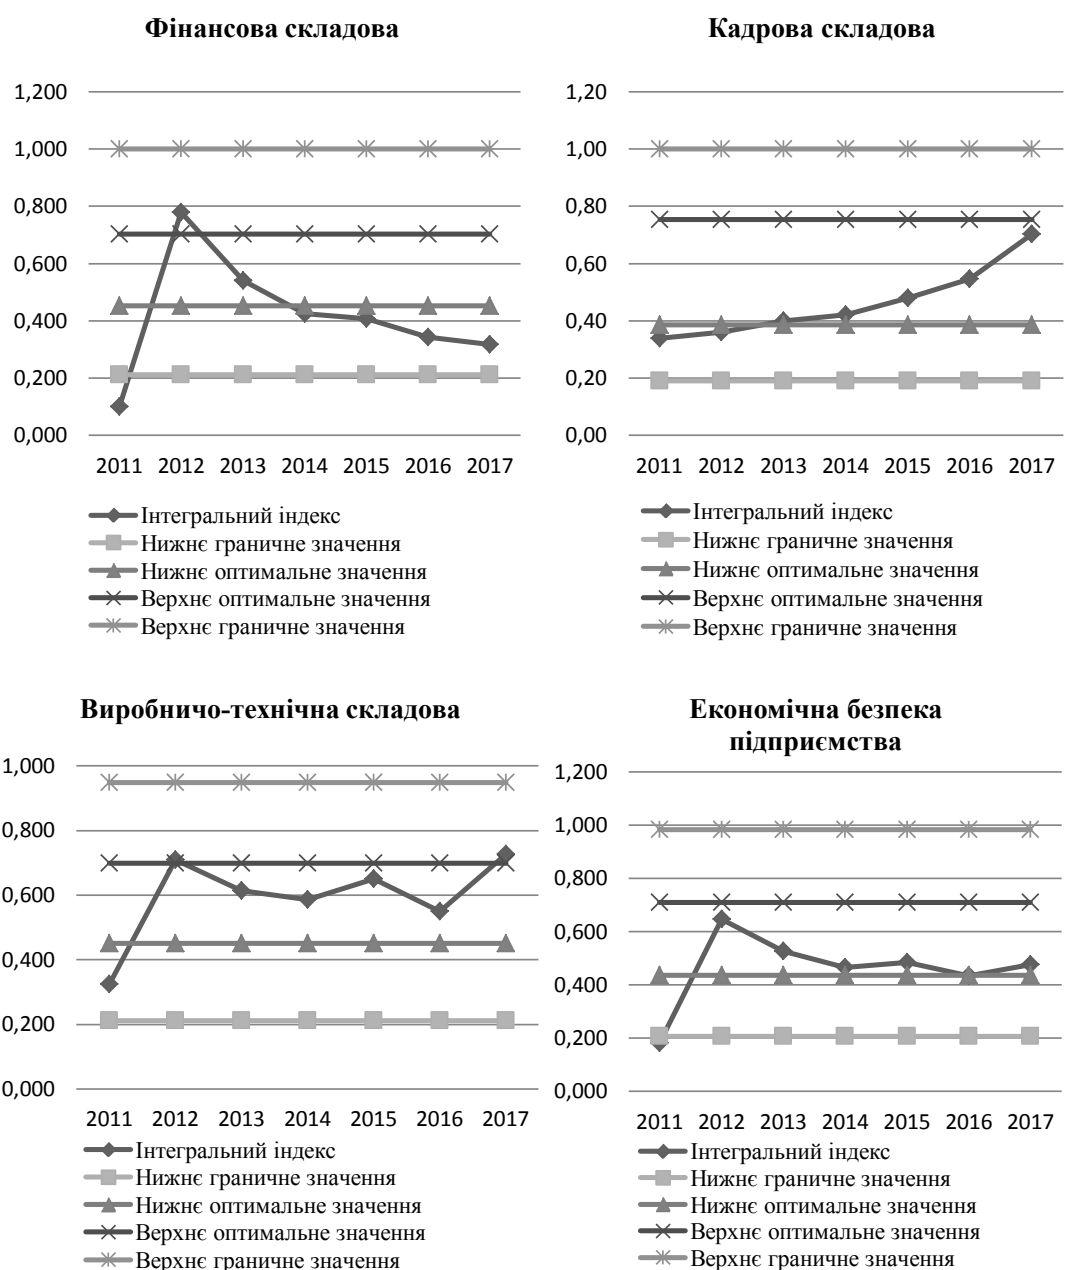 Фінансова складова
1,200
1,000
0,800
0,600
0,400
0,200
0,000
2011 2012 2013 2014 2015 2016 2017
Інтегральний індекс
Нижнє граничне значення
Нижнє оптимальне значення
Верхнє оптимальне значення
Верхнє граничне значення
Кадрова складова
1,20
1,00
0,80
0,60
0,40
0,20
0,00
2011 2012 2013 2014 2015 2016 2017
Інтегральний індекс
Нижнє граничне значення
Нижнє оптимальне значення
Верхнє оптимальне значення
Верхнє граничне значення
Виробничо-технічна складова
1,000
0,800
0,600
0,400
0,200
0,000
2011 2012 2013 2014 2015 2016 2017
Інтегральний індекс
Нижнє граничне значення
Нижнє оптимальне значення
Верхнє оптимальне значення
Верхнє граничне значення
Економічна безпека
підприємства
1,200
1,000
0,800
0,600
0,400
0,200
0,000
2011 2012 2013 2014 2015 2016 2017
Інтегральний індекс
Нижнє граничне значення
Нижнє оптимальне значення
Верхнє оптимальне значення
Верхнє граничне значення